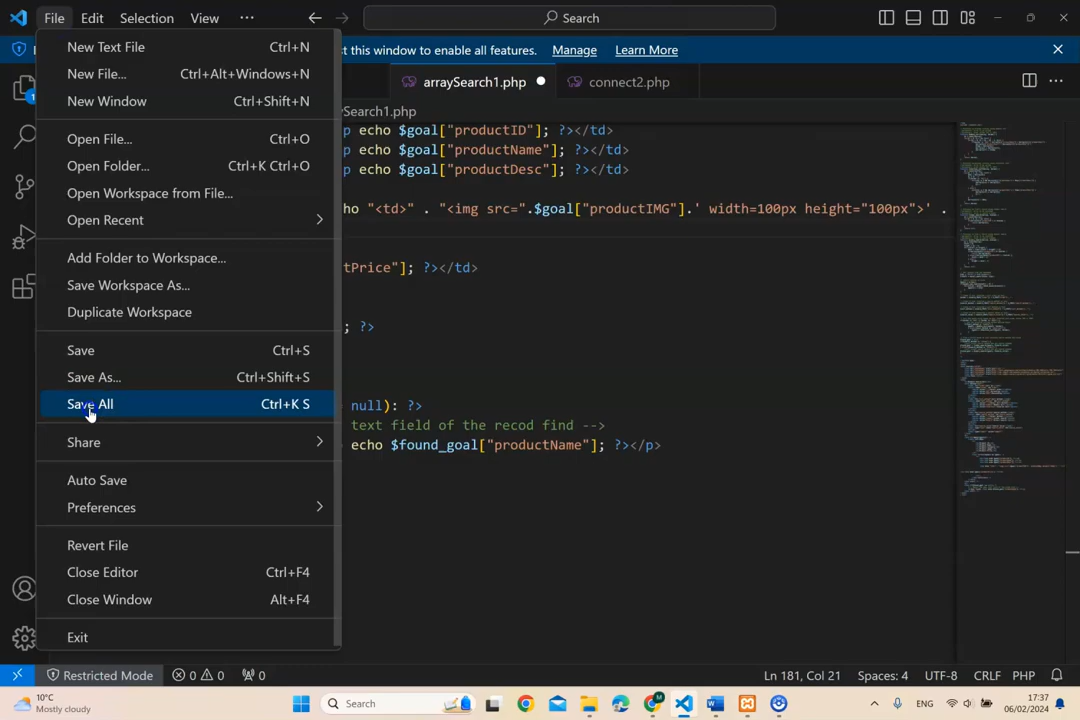 File Edit Selection View ··· Search
New Text File Ctrl+N
st this window to enable all features. Manage Learn More
New File... Ctrl+Alt+Windows+N
arraySearch1.php connect2.php
New Window Ctrl+Shift+N
ySearch1.php
p echo $goal["productID"]; ?></td>
Open File... Ctrl+O
p echo $goal["productName"]; ?></td>
Open Folder... Ctrl+K Ctrl+O
p echo $goal["productDesc"]; ?></td>
Open Workspace from File...
ho "<td>" . "<img src=".$goal["productIMG"].' width=100px height="100px">' .
Open Recent
Add Folder to Workspace...
tPrice"]; ?></td>
Save Workspace As...
Duplicate Workspace
; ?>
Save Ctrl+S
Save As... Ctrl+Shift+S
Save All Ctrl+K S
null): ?>
text field of the recod find -->
Share
echo $found_goal["productName"]; ?></p>
Auto Save
Preferences
Revert File
Close Editor Ctrl+F4
Close Window Alt+F4
Exit
Restricted Mode 0 0 0 Ln 181, Col 21 Spaces: 4 UTF-8 CRLF PHP
10°C
Mostly cloudy
Search
ENG
17:37
06/02/2024